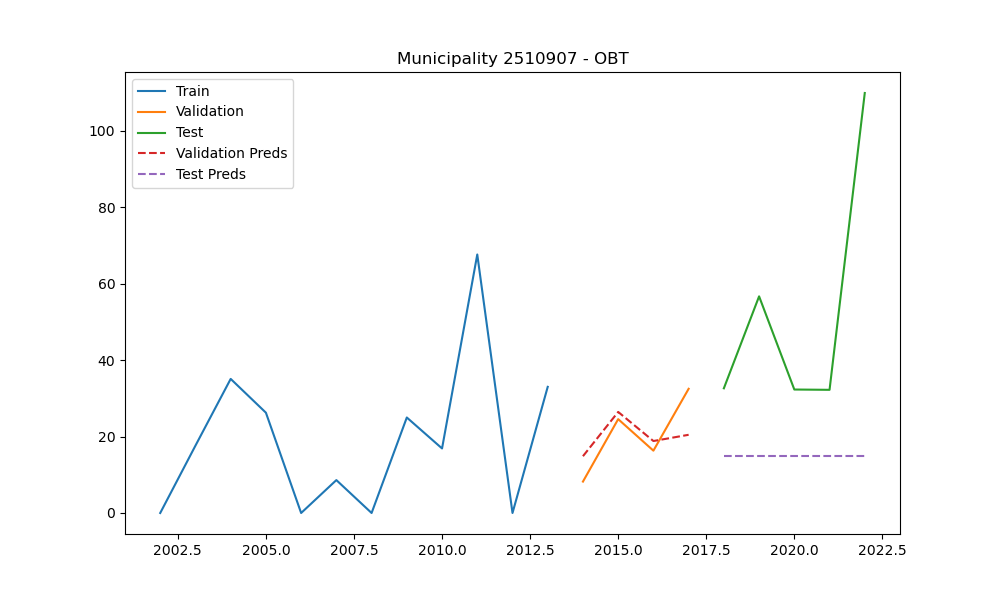 Municipality 2510907 - OBT
Train
Validation
Test
Validation Preds
Test Preds
100
80
60
40
20
0
2002.5 2005.0 2007.5 2010.0 2012.5 2015.0 2017.5 2020.0 2022.5